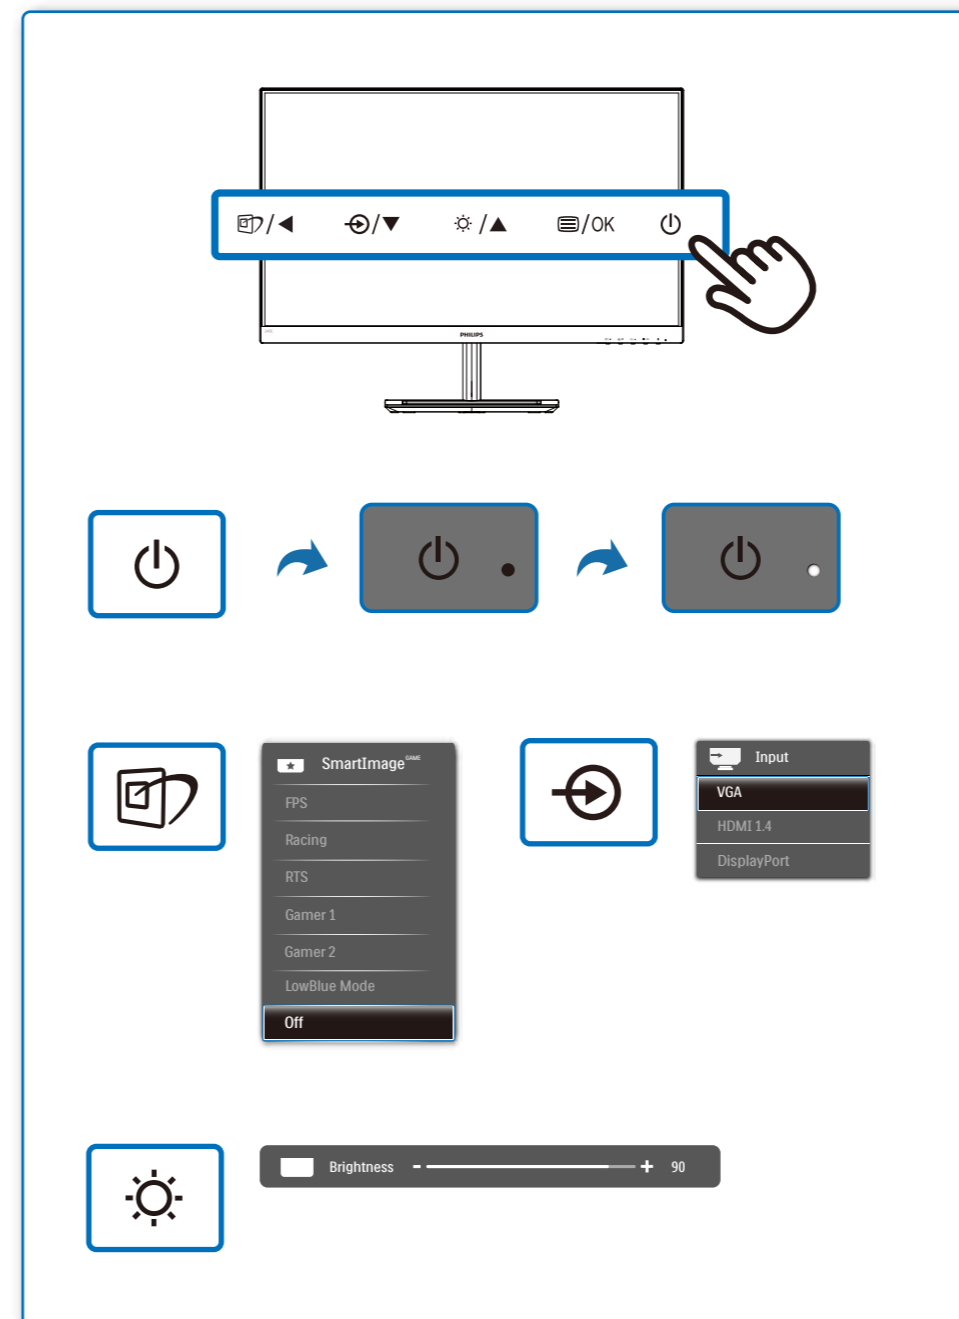 /OK
PHILIPS
SmartImage GAME
FPS
Racing
RTS
Gamer 1
Gamer 2
LowBlue Mode
Off
Input
VGA
HDMI 1.4
DisplayPort
Brightness - + 90